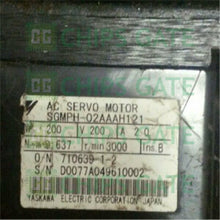 AC SERVO MOTOR
SGMPH-02AAAH121
W 200 V 200 A 2.0
N·m 0.637 r/min 3000 Ins. B
O/N 710639-1-2
S/N D0077A049610002
YASKAWA ELECTRIC CORPORATION JAPAN